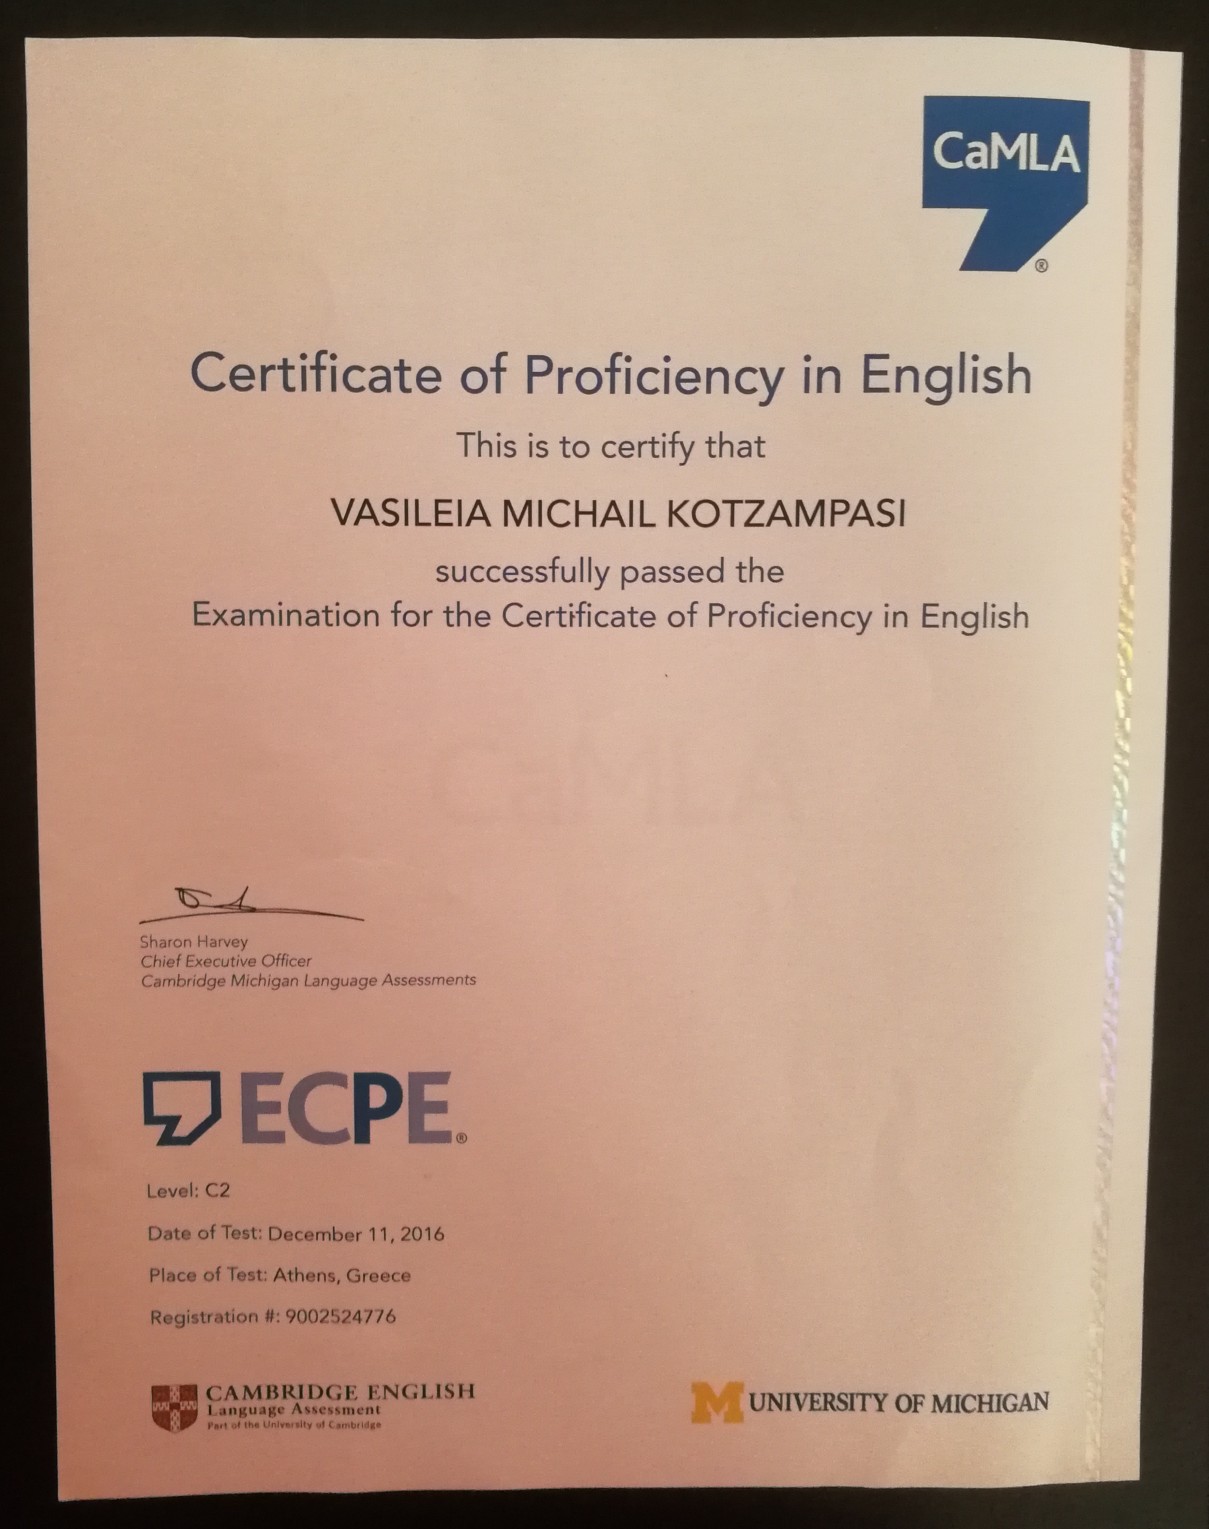 CaMLA
®
Certificate of Proficiency in English
This is to certify that
VASILEIA MICHAIL KOTZAMPASI
successfully passed the
Examination for the Certificate of Proficiency in English
CaMLA
Sharon Harvey
Chief Executive Officer
Cambridge Michigan Language Assessments
ECPE®
Level: C2
Date of Test: December 11, 2016
Place of Test: Athens, Greece
Registration #: 9002524776
CAMBRIDGE ENGLISH
Language Assessment
Part of the University of Cambridge
M UNIVERSITY OF MICHIGAN